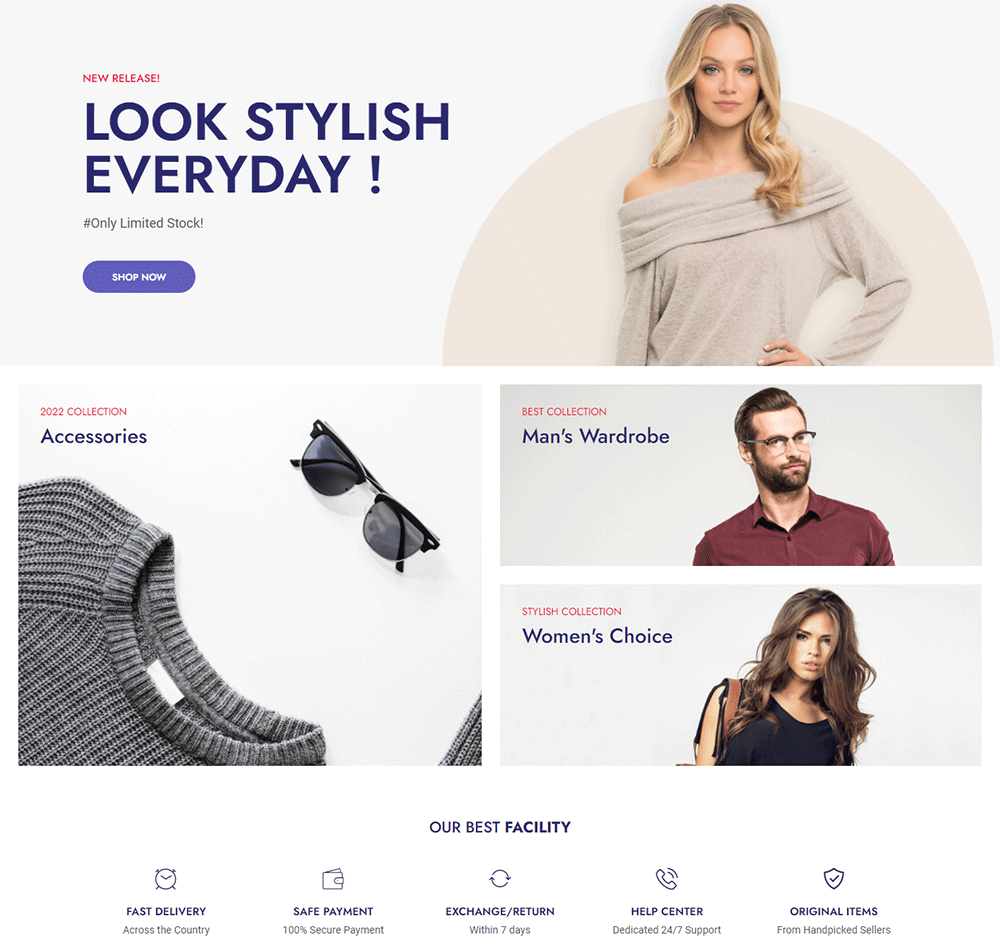 NEW RELEASE!
LOOK STYLISH
EVERYDAY !
#Only Limited Stock!
SHOP NOW
2022 COLLECTION
Accessories
BEST COLLECTION
Man's Wardrobe
STYLISH COLLECTION
Women's Choice
OUR BEST FACILITY
FAST DELIVERY
Across the Country
SAFE PAYMENT
100% Secure Payment
EXCHANGE/RETURN
Within 7 days
HELP CENTER
Dedicated 24/7 Support
ORIGINAL ITEMS
From Handpicked Sellers